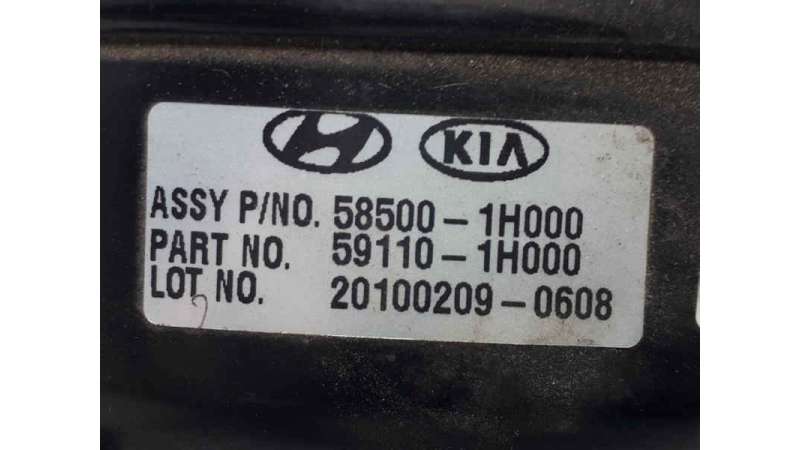 KIA
ASSY P/NO. 58500-1H000
PART NO. 59110-1H000
LOT NO. 20100209-0608